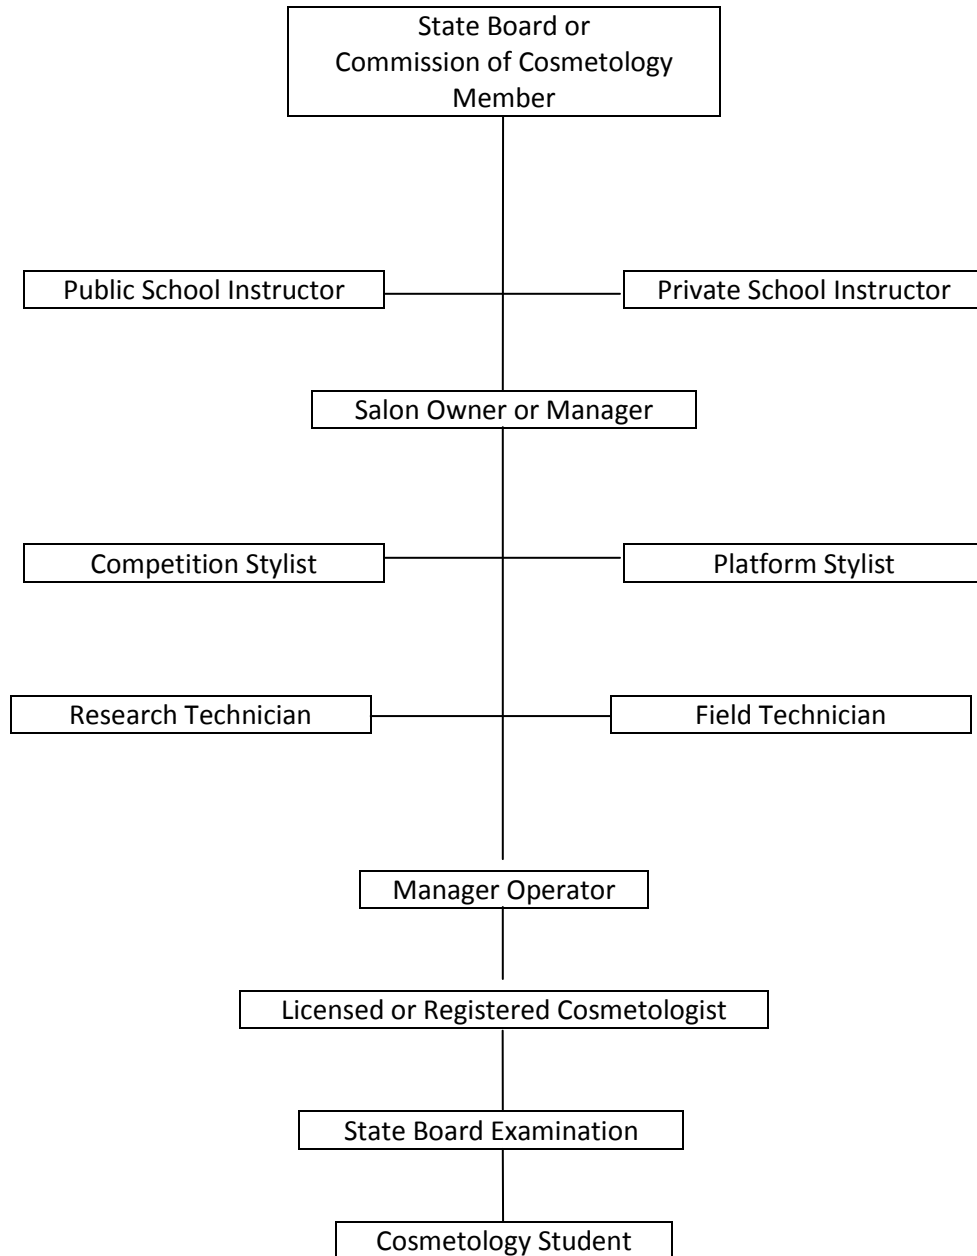 State Board or
Commission of Cosmetology
Member
Public School Instructor
Private School Instructor
Salon Owner or Manager
Competition Stylist
Platform Stylist
Research Technician
Field Technician
Manager Operator
Licensed or Registered Cosmetologist
State Board Examination
Cosmetology Student